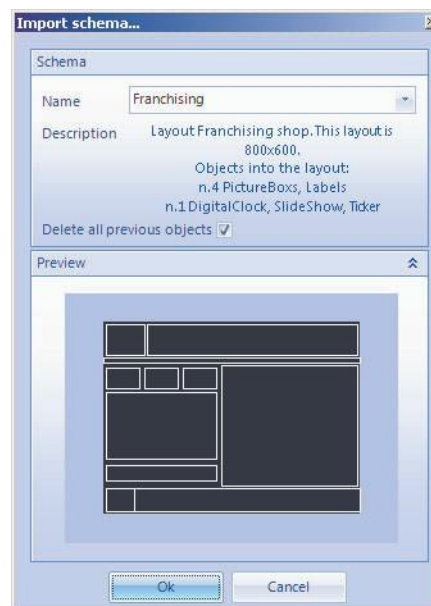 Import schema...
Schema
Name Franchising
Description Layout Franchising shop.This layout is
800x600.
Objects into the layout:
n.4 PictureBoxs, Labels
n.1 DigitalClock, SlideShow, Ticker
Delete all previous objects
Preview
Ok Cancel